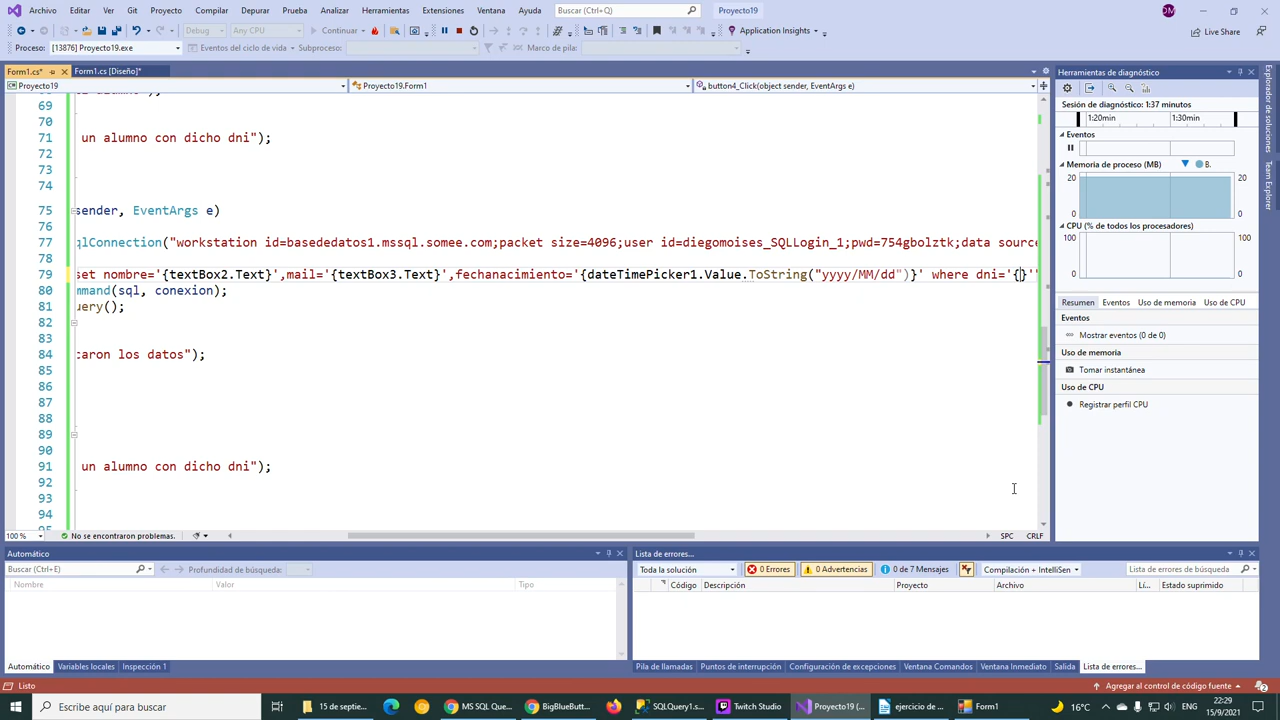 Archivo Editar Ver Git Proyecto Compilar Depurar Prueba Analizar Herramientas Extensiones Ventana Ayuda Buscar (Ctrl+Q) Proyecto19 DM
Debug Any CPU Continuar Application Insights Live Share
Proceso: [13876] Proyecto19.exe Eventos del ciclo de vida Subproceso: Marco de pila:
Form1.cs* Form1.cs [Diseño]*
Proyecto19 Proyecto19.Form1 button4_Click(object sender, EventArgs e)
69
70
71 un alumno con dicho dni");
72
73
74
75 sender, EventArgs e)
76
77 qlConnection("workstation id=basededatos1.mssql.somee.com;packet size=4096;user id=diegomoises_SQLLogin_1;pwd=754gbolztk;data source
78
79 set nombre='{textBox2.Text}',mail='{textBox3.Text}',fechanacimiento='{dateTimePicker1.Value.ToString("yyyy/MM/dd")}' where dni='{}''
80 mmand(sql, conexion);
81 uery();
82
83
84 caron los datos");
85
86
87
88
89
90
91 un alumno con dicho dni");
92
93
94
95
100 % No se encontraron problemas. SPC CRLF
Herramientas de diagnóstico
Sesión de diagnóstico: 1:37 minutos
1:20min 1:30min
Eventos
Memoria de proceso (MB) B.
20 20
0 0
CPU (% de todos los procesadores)
100 100
0 0
Resumen Eventos Uso de memoria Uso de CPU
Eventos
Mostrar eventos (0 de 0)
Uso de memoria
Tomar instantánea
Uso de CPU
Registrar perfil CPU
Explorador de soluciones
Team Explorer
Automático
Buscar (Ctrl+E) Profundidad de búsqueda:
Nombre Valor Tipo
Automático Variables locales Inspección 1
Lista de errores...
Toda la solución 0 Errores 0 Advertencias 0 de 7 Mensajes Compilación + IntelliSen Lista de errores de búsqueda
Código Descripción Proyecto Archivo Lí... Estado suprimido
Pila de llamadas Puntos de interrupción Configuración de excepciones Ventana Comandos Ventana Inmediato Salida Lista de errores...
Listo Agregar al control de código fuente 2
Escribe aquí para buscar 15 de septie... MS SQL Que... BigBlueButt... SQLQuery1.s... Twitch Studio Proyecto19 (... ejercicio de ... Form1 16°C 22:29
15/9/2021 2